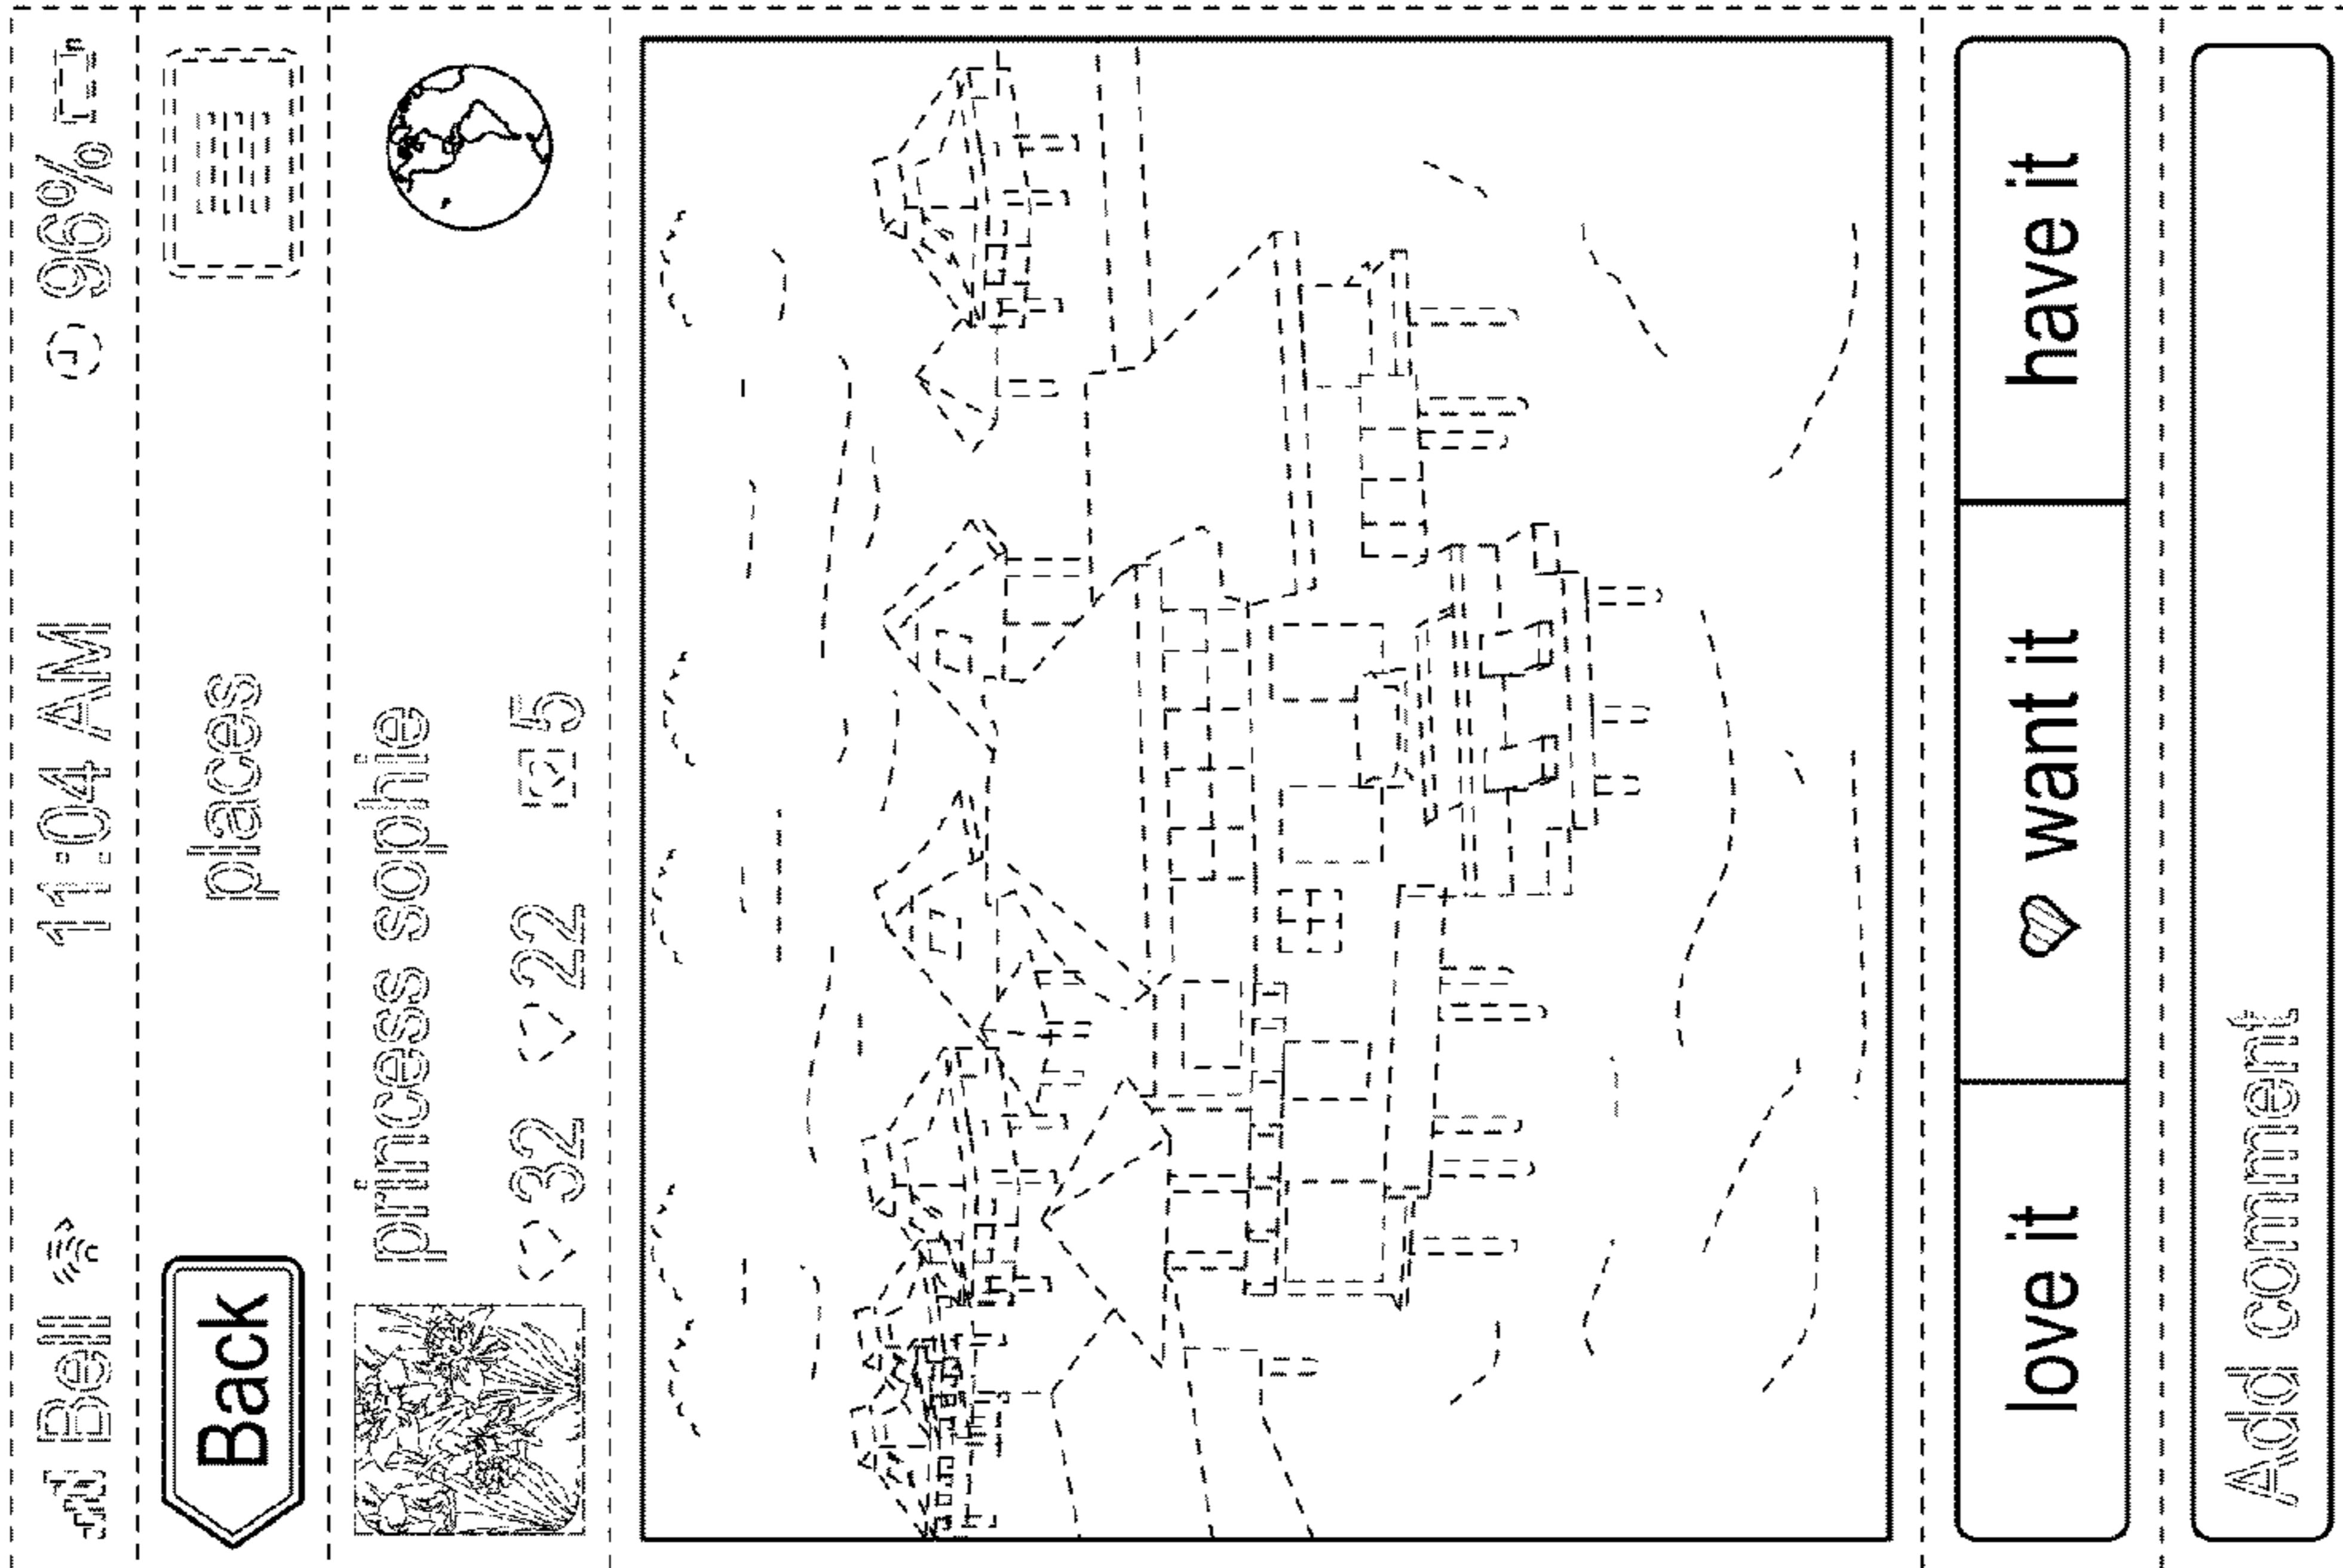 Bell 11:04 AM 96%
Back places
princess sophie
32 22 5
love it want it have it
Add comment